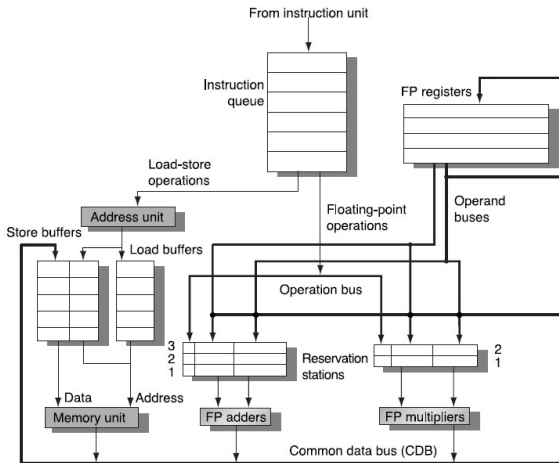 From instruction unit
Instruction
queue
FP registers
Load-store
operations
Address unit
Floating-point
operations
Operand
buses
Store buffers
Load buffers
Operation bus
3
2
1
Reservation
stations
2
1
Data
Address
Memory unit
FP adders
FP multipliers
Common data bus (CDB)